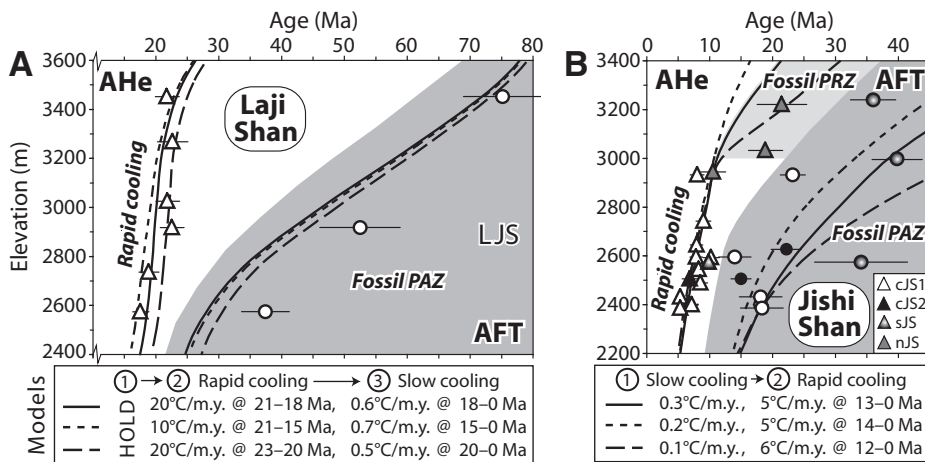 Age (Ma)
Age (Ma)
20 30 40 50 60 70 80
0 10 20 30 40
A
B
3600
3400
3200
3000
2800
2600
2400
Elevation (m)
AHe
Laji
Shan
Rapid cooling
LJS
Fossil PAZ
AFT
3400
3200
3000
2800
2600
2400
2200
AHe
Fossil PRZ
AFT
Rapid cooling
Fossil PAZ
Jishi
Shan
cJS1
cJS2
sJS
nJS
Models
HOLD
1 → 2 Rapid cooling → 3 Slow cooling
20°C/m.y. @ 21–18 Ma, 0.6°C/m.y. @ 18–0 Ma
10°C/m.y. @ 21–15 Ma, 0.7°C/m.y. @ 15–0 Ma
20°C/m.y. @ 23–20 Ma, 0.5°C/m.y. @ 20–0 Ma
1 Slow cooling → 2 Rapid cooling
0.3°C/m.y., 5°C/m.y. @ 13–0 Ma
0.2°C/m.y., 5°C/m.y. @ 14–0 Ma
0.1°C/m.y., 6°C/m.y. @ 12–0 Ma